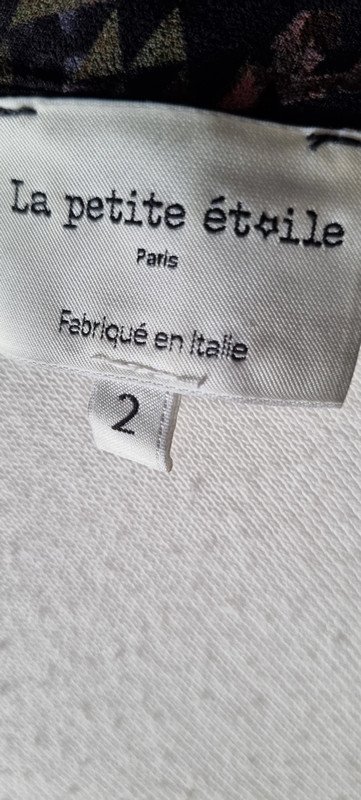 La petite étoile
Paris
Fabriqué en Italie
2